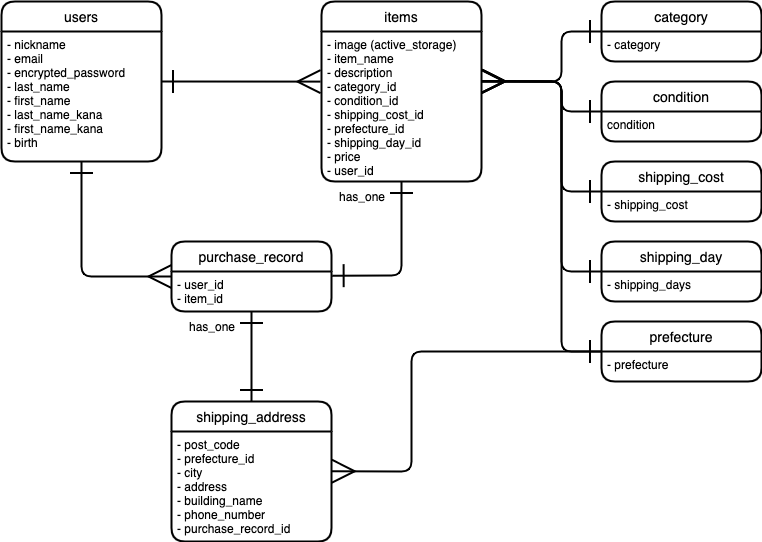 users
- nickname
- email
- encrypted_password
- last_name
- first_name
- last_name_kana
- first_name_kana
- birth
items
- image (active_storage)
- item_name
- description
- category_id
- condition_id
- shipping_cost_id
- prefecture_id
- shipping_day_id
- price
- user_id
has_one
category
- category
condition
condition
shipping_cost
- shipping_cost
shipping_day
- shipping_days
prefecture
- prefecture
purchase_record
- user_id
- item_id
has_one
shipping_address
- post_code
- prefecture_id
- city
- address
- building_name
- phone_number
- purchase_record_id